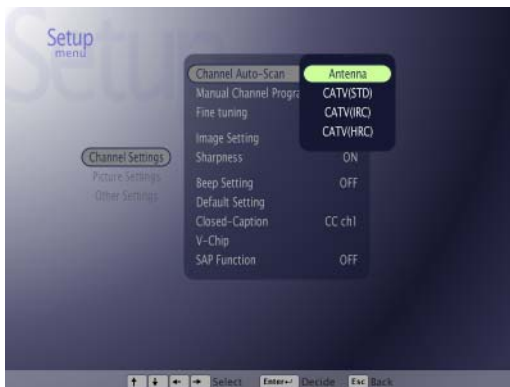 Setup
menu
Channel Auto-Scan Antenna
Manual Channel Progra CATV(STD)
Fine tuning CATV(IRC)
CATV(HRC)
Image Setting
Channel Settings
Sharpness ON
Picture Settings
Beep Setting OFF
Other Settings
Default Setting
Closed-Caption CC ch1
V-Chip
SAP Function OFF
↑ ↓ ← → Select Enter↵ Decide Esc Back